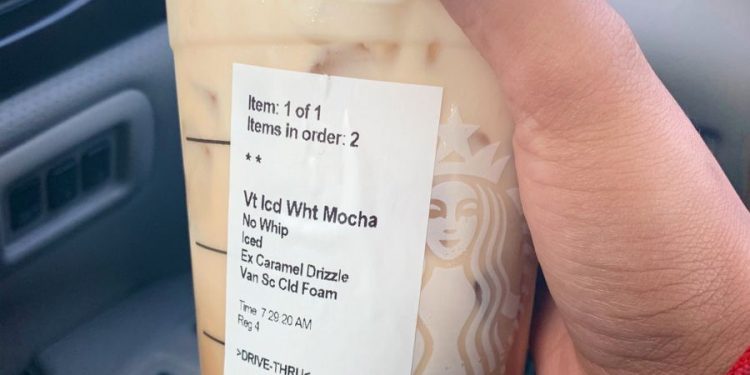 Item: 1 of 1
Items in order: 2
* *
Vt Icd Wht Mocha
No Whip
Iced
Ex Caramel Drizzle
Van Sc Cld Foam
Time 7:29:20 AM
Reg 4
>DRIVE-THRU<